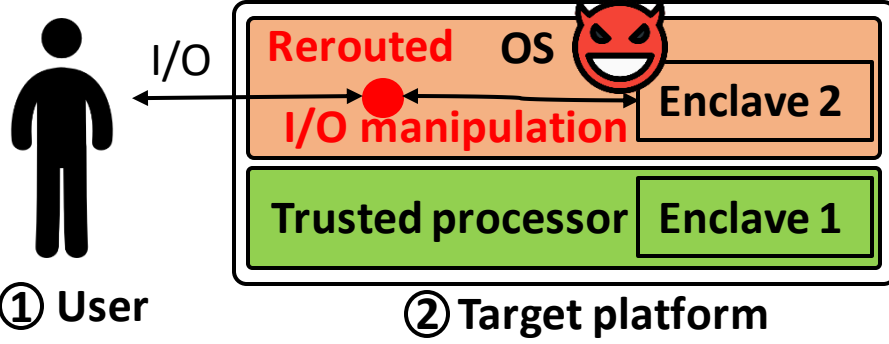 I/O
Rerouted OS
I/O manipulation
Enclave 2
Trusted processor
Enclave 1
① User
② Target platform